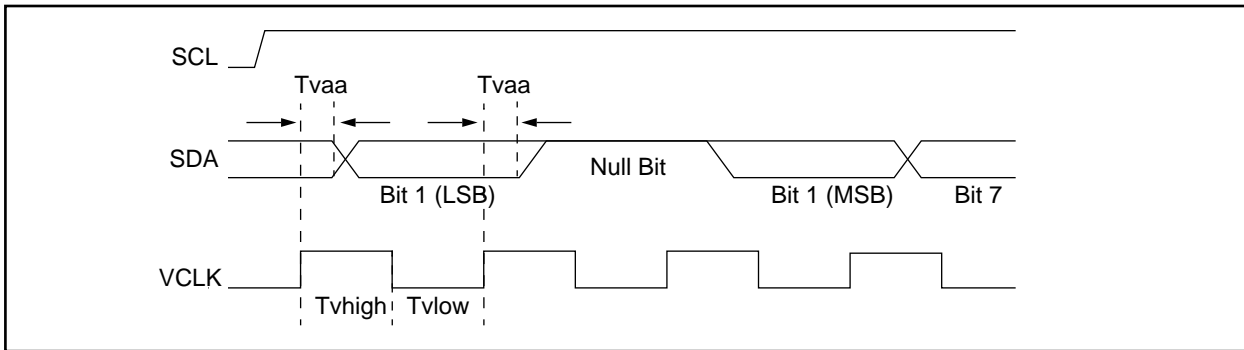 SCL
Tvaa Tvaa
SDA
Null Bit
Bit 1 (LSB) Bit 1 (MSB) Bit 7
VCLK
Tvhigh Tvlow